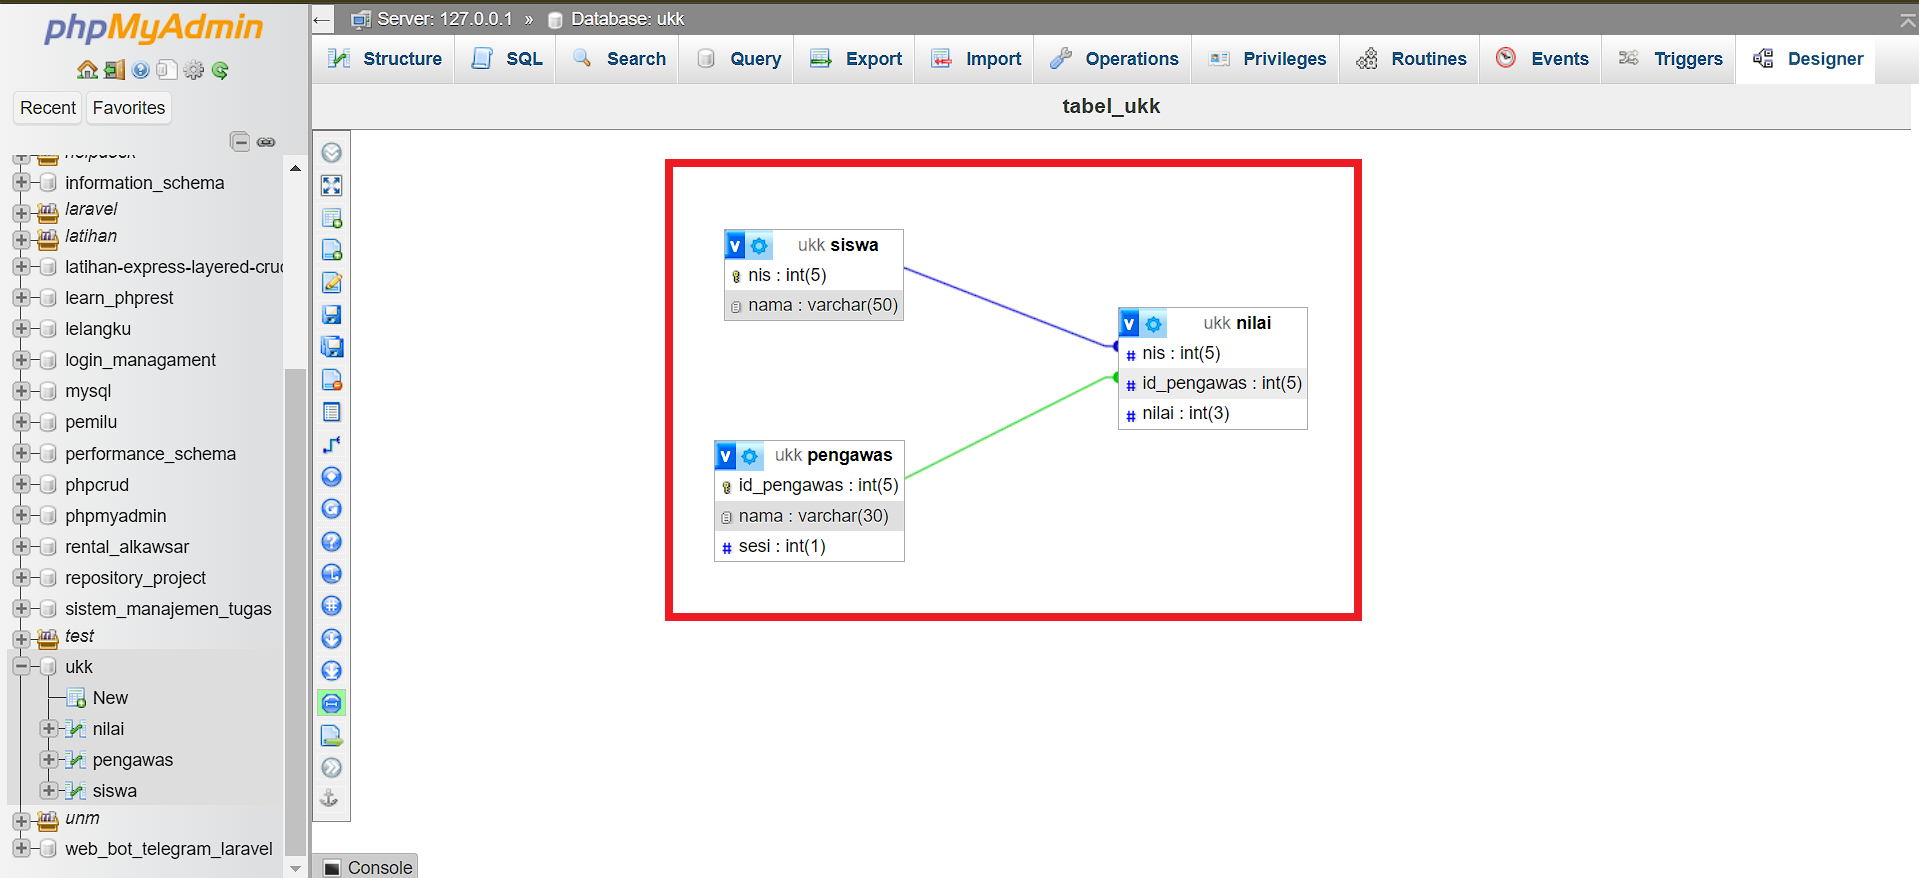 phpMyAdmin
Recent
Favorites
helpdesk
information_schema
laravel
latihan
latihan-express-layered-cru
learn_phprest
lelangku
login_managament
mysql
pemilu
performance_schema
phpcrud
phpmyadmin
rental_alkawsar
repository_project
sistem_manajemen_tugas
test
ukk
New
nilai
pengawas
siswa
unm
web_bot_telegram_laravel
Server: 127.0.0.1 » Database: ukk
Structure
SQL
Search
Query
Export
Import
Operations
Privileges
Routines
Events
Triggers
Designer
tabel_ukk
v ukk siswa
nis : int(5)
nama : varchar(50)
v ukk nilai
# nis : int(5)
# id_pengawas : int(5)
# nilai : int(3)
v ukk pengawas
id_pengawas : int(5)
nama : varchar(30)
# sesi : int(1)
Console